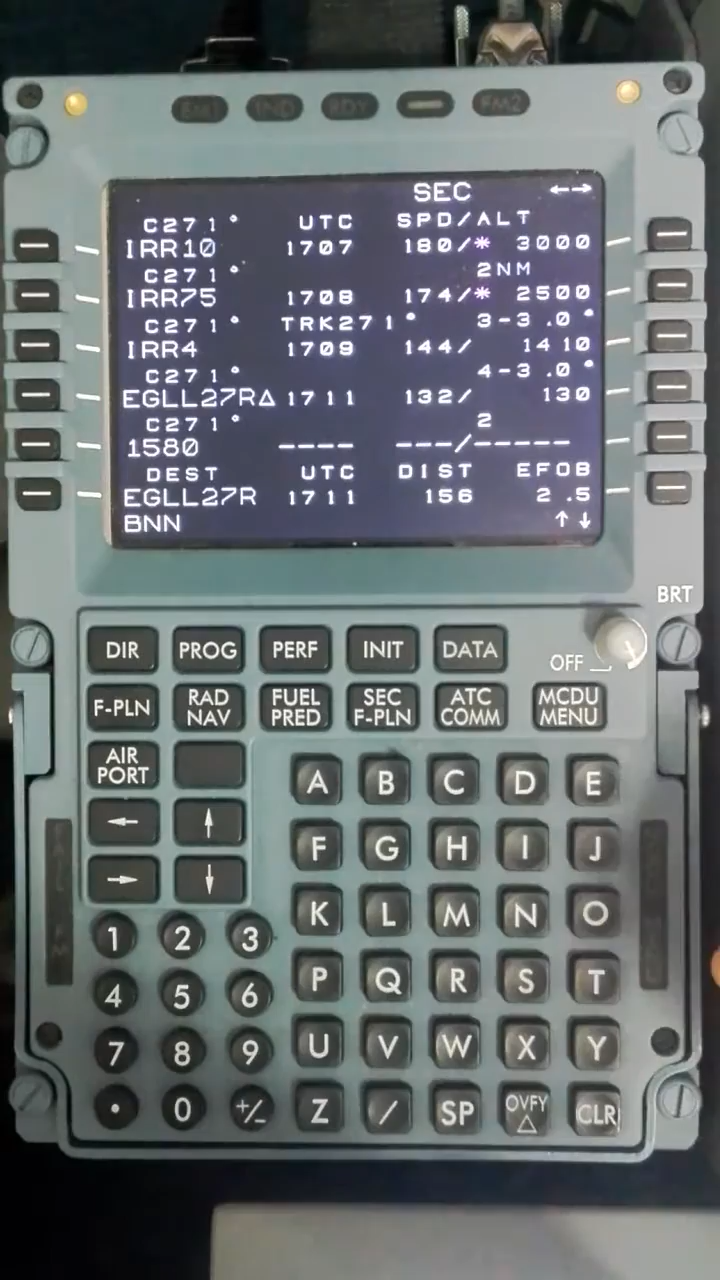 FM1 IND RDY FM2
SEC ←→
C271° UTC SPD/ALT
IRR10 1707 180/* 3000
C271° 2NM
IRR75 1708 174/* 2500
C271° TRK271° 3-3.0°
IRR4 1709 144/ 1410
C271° 4-3.0°
EGLL27RΔ 1711 132/ 130
C271° 2
1580 ---- ---/-----
DEST UTC DIST EFOB
EGLL27R 1711 156 2.5
BNN ↑↓
BRT
OFF
DIR PROG PERF INIT DATA
F-PLN RAD NAV FUEL PRED SEC F-PLN ATC COMM MCDU MENU
AIR PORT
← ↑
→ ↓
A B C D E
F G H I J
K L M N O
1 2 3
P Q R S T
4 5 6
U V W X Y
7 8 9
Z / SP OVFY Δ CLR
. 0 +/-